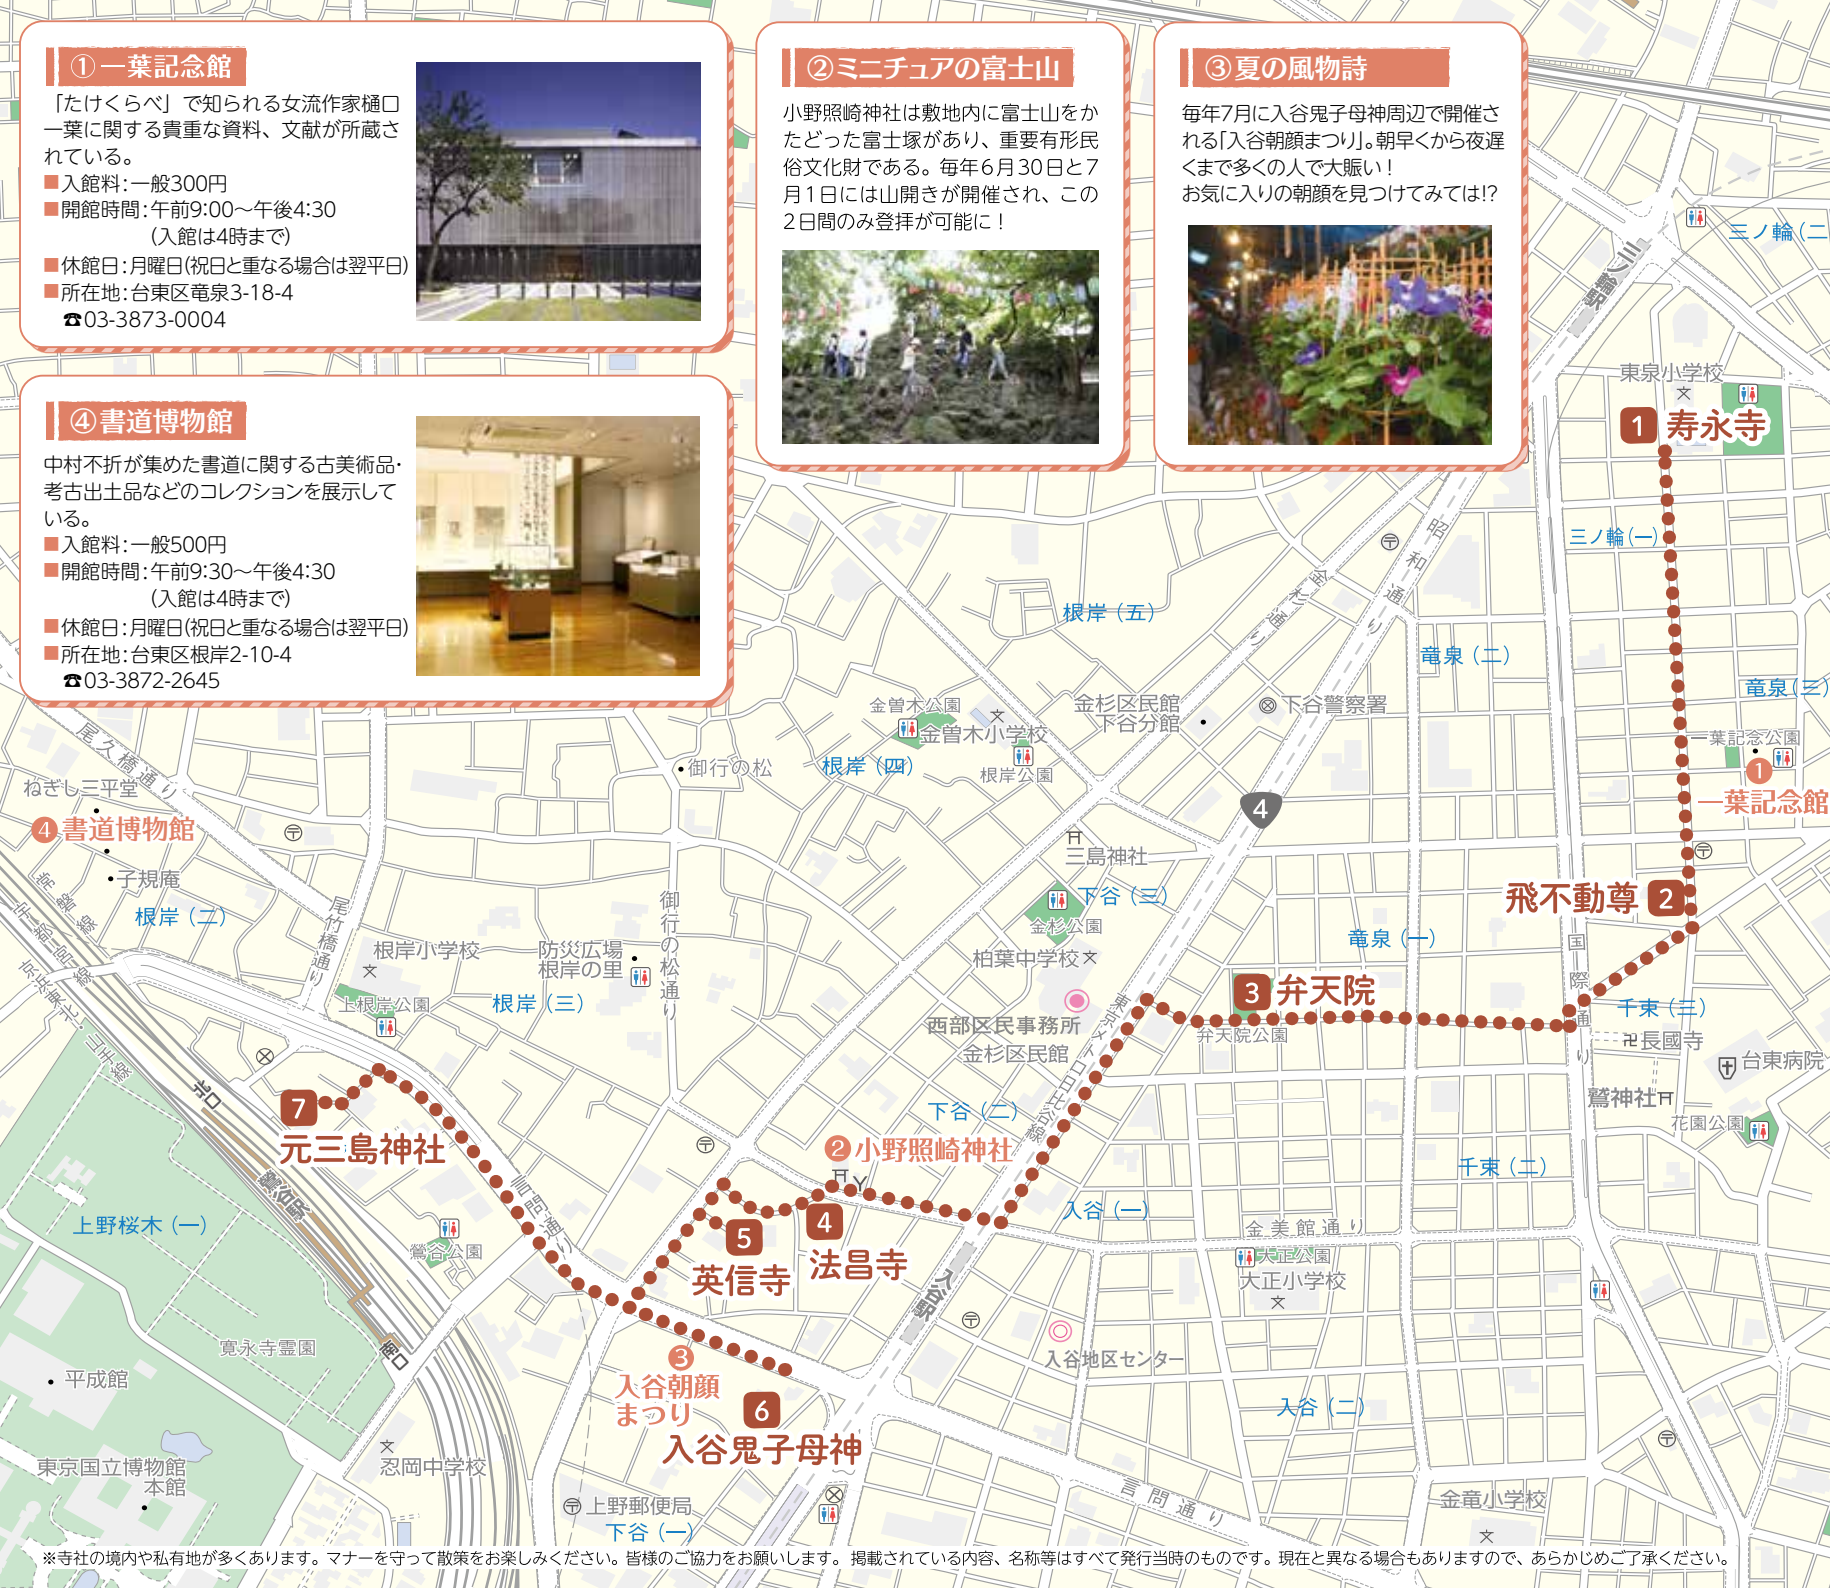 ①一葉記念館
「たけくらべ」で知られる女流作家樋口
一葉に関する貴重な資料、文献が所蔵さ
れている。
■入館料：一般300円
■開館時間：午前9：00～午後4：30
（入館は4時まで）
■休館日：月曜日（祝日と重なる場合は翌平日）
■所在地：台東区竜泉3-18-4
☎03-3873-0004
②ミニチュアの富士山
小野照崎神社は敷地内に富士山をか
たどった富士塚があり、重要有形民
俗文化財である。毎年6月30日と7
月1日には山開きが開催され、この
2日間のみ登拝が可能に！
③夏の風物詩
毎年7月に入谷鬼子母神周辺で開催さ
れる「入谷朝顔まつり」。朝早くから夜遅
くまで多くの人で大賑い！
お気に入りの朝顔を見つけてみては!?
④書道博物館
中村不折が集めた書道に関する古美術品・
考古出土品などのコレクションを展示して
いる。
■入館料：一般500円
■開館時間：午前9：30～午後4：30
（入館は4時まで）
■休館日：月曜日（祝日と重なる場合は翌平日）
■所在地：台東区根岸2-10-4
☎03-3872-2645
三ノ輪（二
三ノ輪駅
東泉小学校
1 寿永寺
三ノ輪（一）
昭和通り
金杉通り
根岸（五）
竜泉（二）
竜泉（三）
金曽木公園
金曽木小学校
根岸公園
金杉区民館
下谷分館
下谷警察署
一葉記念公園
1
一葉記念館
尾久橋通り
ねぎし三平堂
4 書道博物館
子規庵
根岸（二）
御行の松
根岸（四）
4
三島神社
下谷（三）
金杉公園
柏葉中学校
飛不動尊 2
竜泉（一）
国際通り
常磐線
宇都宮線
京浜東北・
山手線
尾竹橋通り
根岸小学校
上根岸公園
防災広場
根岸の里
御行の松通り
根岸（三）
西部区民事務所
金杉区民館
東京メトロ日比谷線
3 弁天院
弁天院公園
千束（三）
長國寺
台東病院
鷲神社
花園公園
北口
7
元三島神社
鶯谷駅
言問通り
下谷（二）
2 小野照崎神社
入谷（一）
千束（二）
金美館通り
大正公園
大正小学校
上野桜木（一）
鶯谷公園
4
法昌寺
5
英信寺
入谷駅
入谷地区センター
寛永寺霊園
平成館
南口
3
入谷朝顔
まつり
6
入谷鬼子母神
入谷（二）
東京国立博物館
本館
忍岡中学校
上野郵便局
下谷（一）
言問通り
金竜小学校
※寺社の境内や私有地が多くあります。マナーを守って散策をお楽しみください。皆様のご協力をお願いします。掲載されている内容、名称等はすべて発行当時のものです。現在と異なる場合もありますので、あらかじめご了承ください。